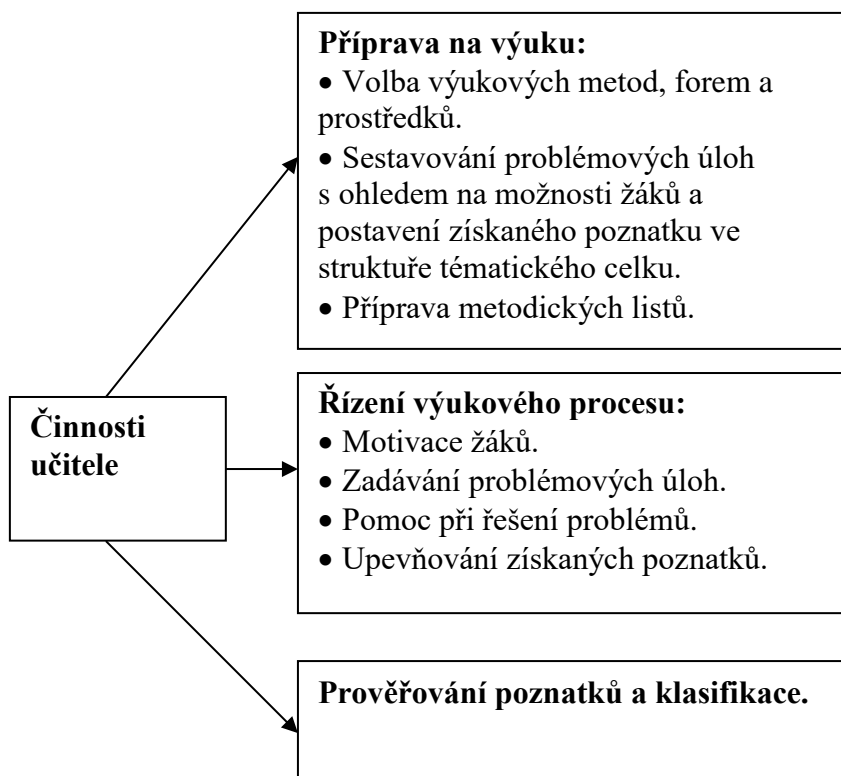 Příprava na výuku:
• Volba výukových metod, forem a
prostředků.
• Sestavování problémových úloh
s ohledem na možnosti žáků a
postavení získaného poznatku ve
struktuře tématického celku.
• Příprava metodických listů.
Činnosti
učitele
Řízení výukového procesu:
• Motivace žáků.
• Zadávání problémových úloh.
• Pomoc při řešení problémů.
• Upevňování získaných poznatků.
Prověřování poznatků a klasifikace.